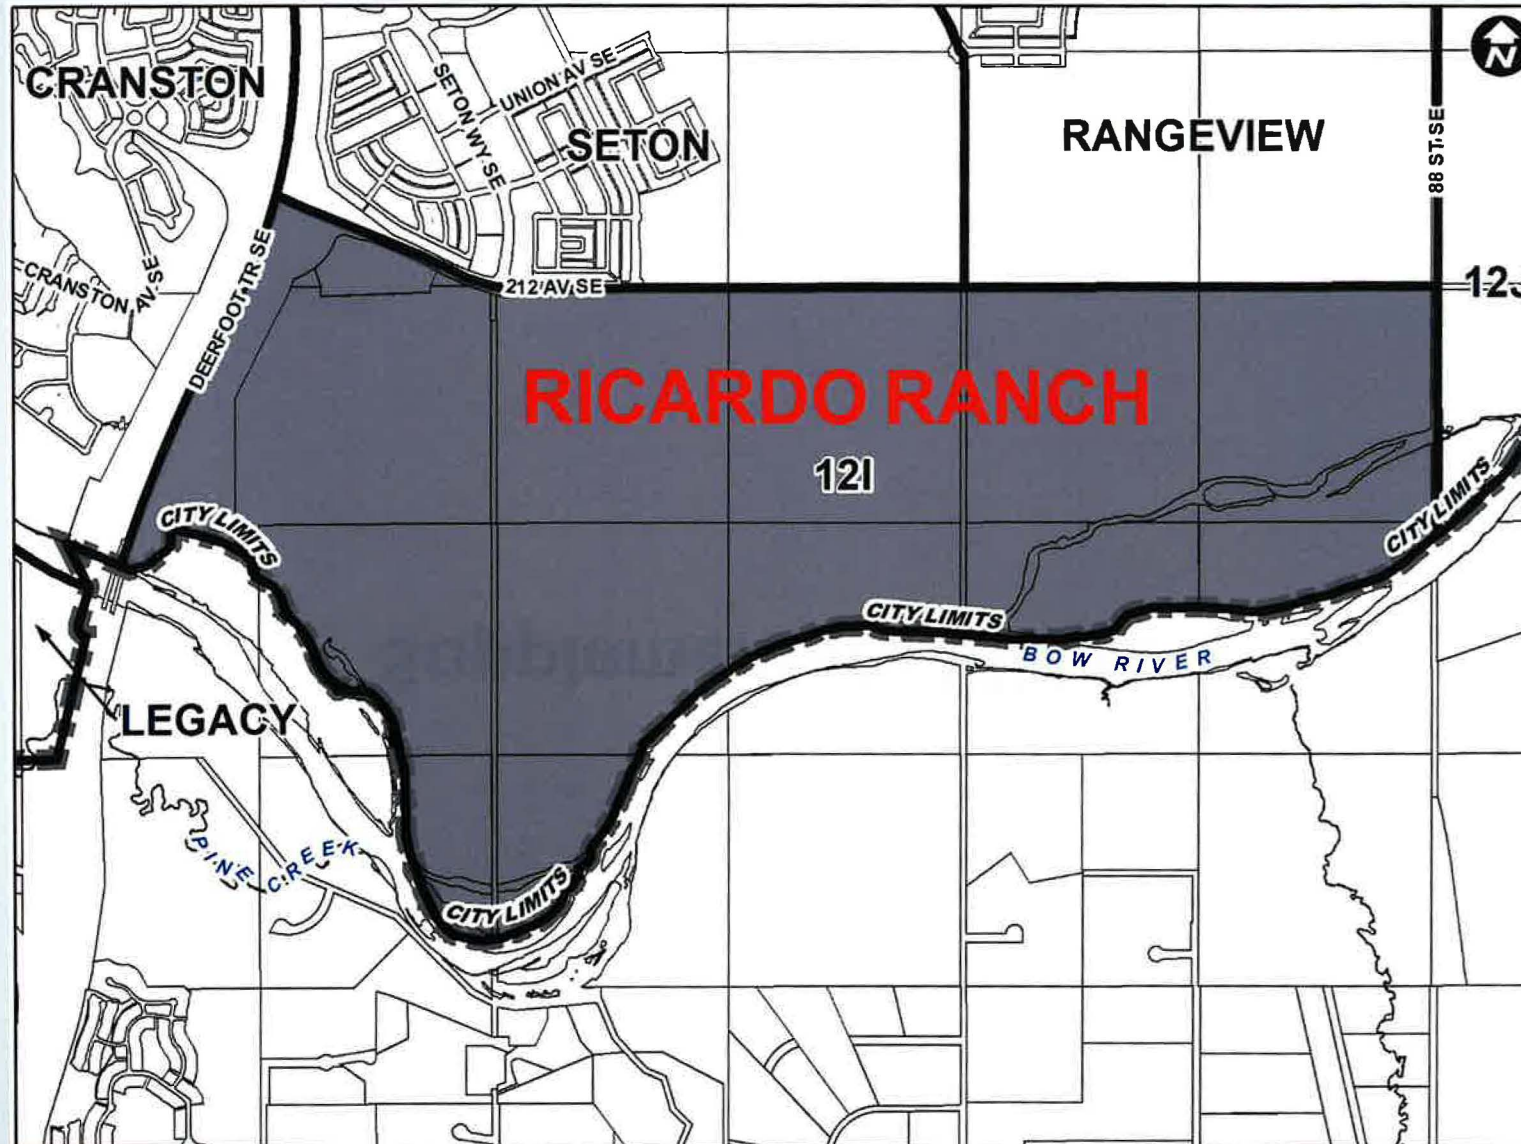 N
CRANSTON
SETON WY SE
UNION AV SE
SETON
RANGEVIEW
88 ST SE
CRANSTON AV SE
DEERFOOT TR SE
212 AV SE
12J
RICARDO RANCH
12I
CITY LIMITS
CITY LIMITS
CITY LIMITS
BOW RIVER
LEGACY
PINE CREEK
CITY LIMITS